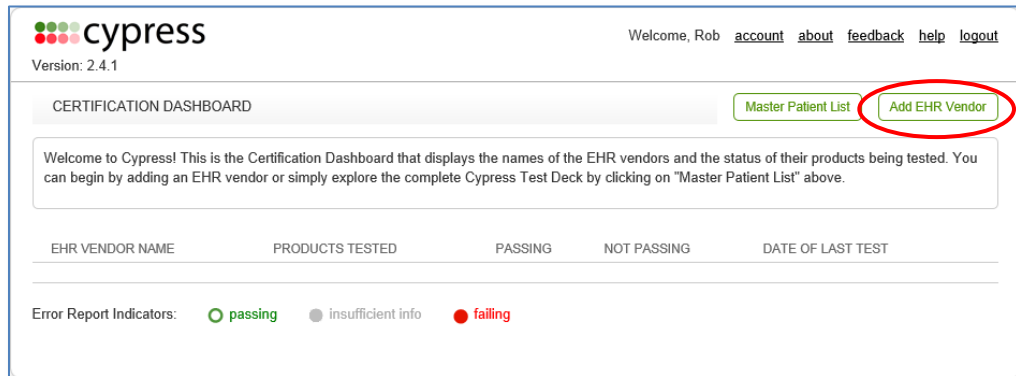 cypress
Welcome, Rob account about feedback help logout
Version: 2.4.1
CERTIFICATION DASHBOARD Master Patient List Add EHR Vendor
Welcome to Cypress! This is the Certification Dashboard that displays the names of the EHR vendors and the status of their products being tested. You
can begin by adding an EHR vendor or simply explore the complete Cypress Test Deck by clicking on "Master Patient List" above.
EHR VENDOR NAME PRODUCTS TESTED PASSING NOT PASSING DATE OF LAST TEST
Error Report Indicators: passing insufficient info failing